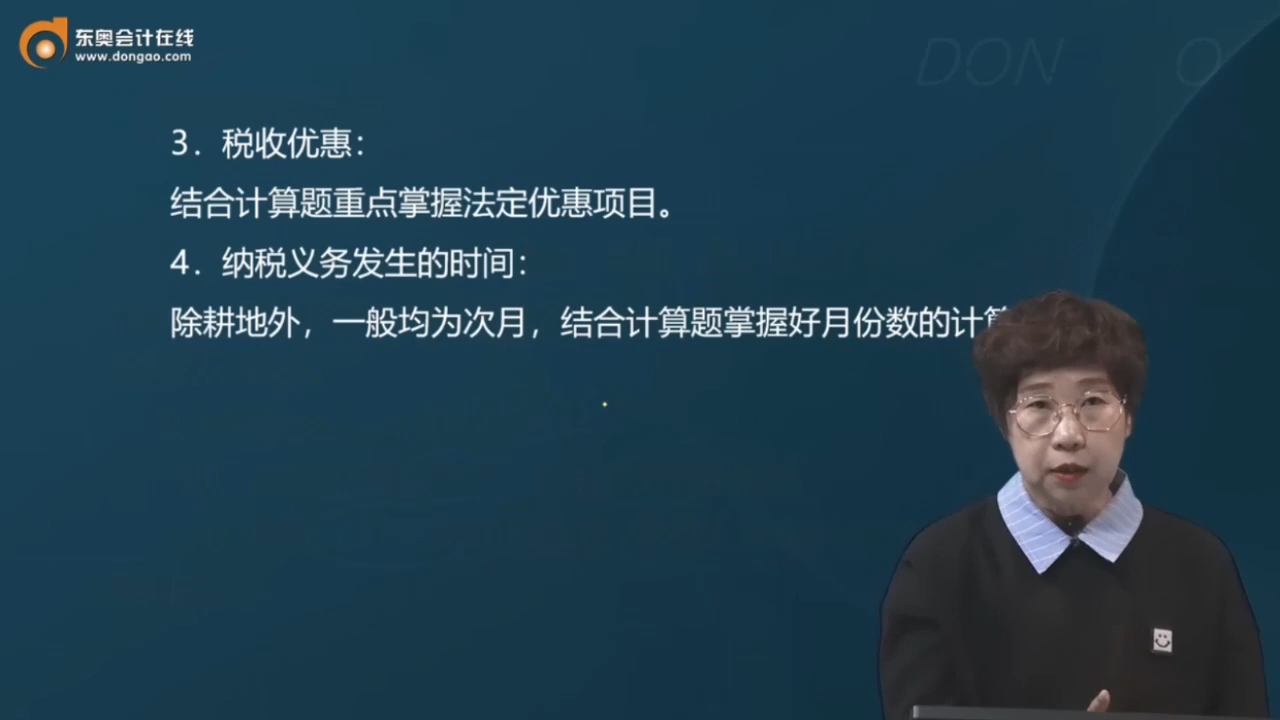 东奥会计在线
www.dongao.com
DON O
3．税收优惠：
结合计算题重点掌握法定优惠项目。
4．纳税义务发生的时间：
除耕地外，一般均为次月，结合计算题掌握好月份数的计算